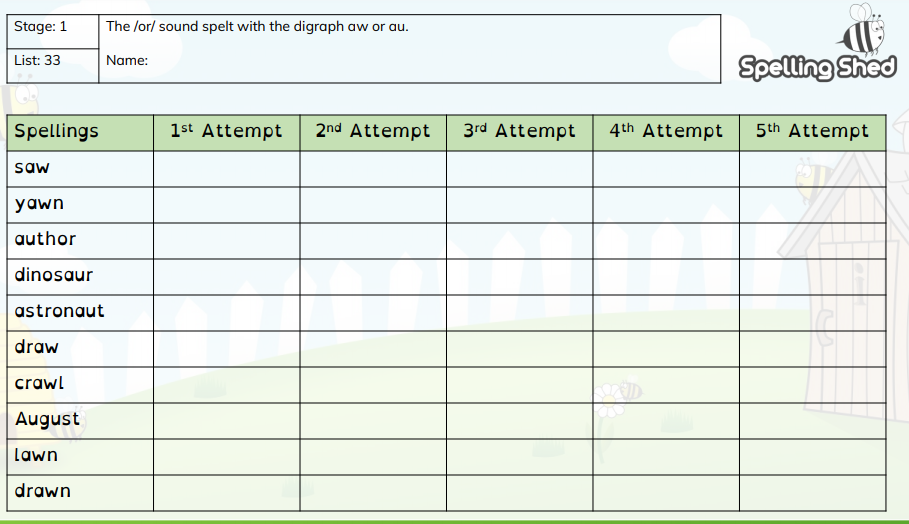 Stage: 1
The /or/ sound spelt with the digraph aw or au.
List: 33
Name:
Spelling Shed
Spellings 1st Attempt 2nd Attempt 3rd Attempt 4th Attempt 5th Attempt
saw
yawn
author
dinosaur
astronaut
draw
crawl
August
lawn
drawn